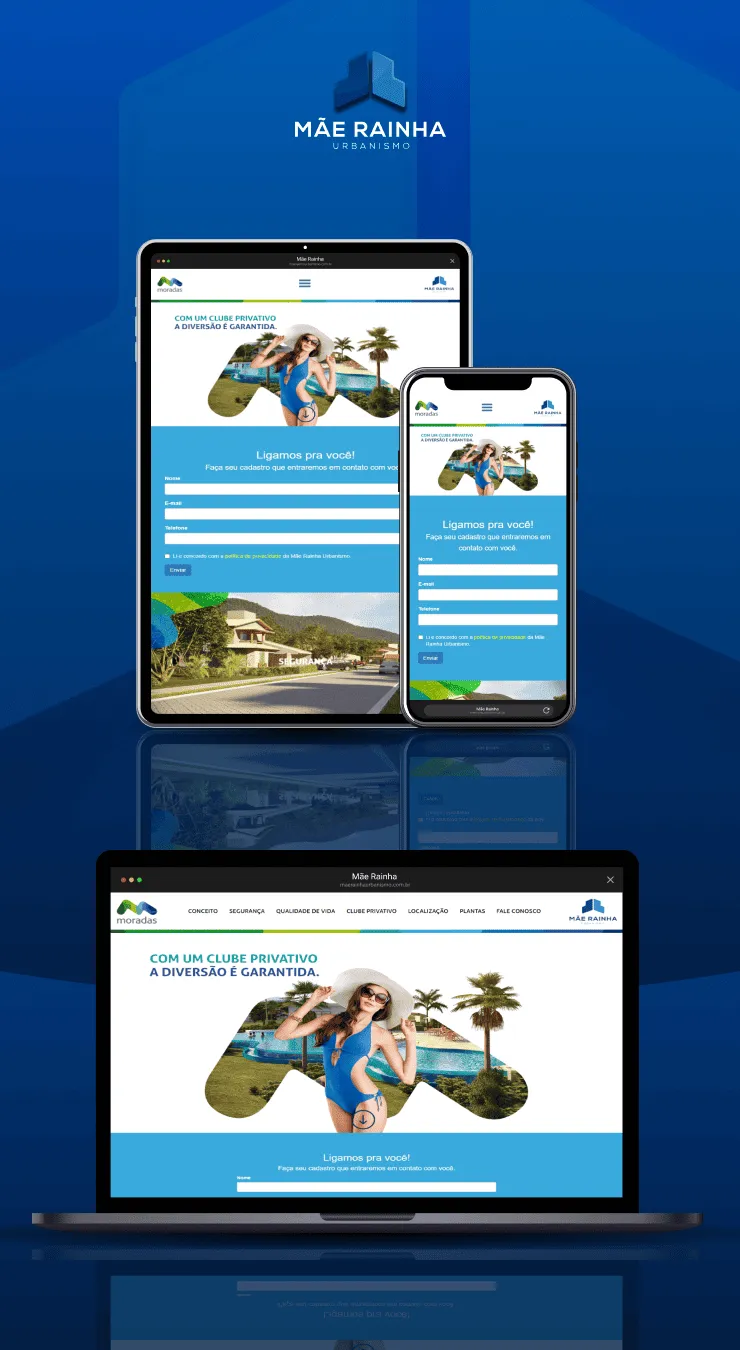 MÃE RAINHA
URBANISMO
Mãe Rainha
moradas
MÃE RAINHA
COM UM CLUBE PRIVATIVO
A DIVERSÃO É GARANTIDA.
Ligamos pra você!
Faça seu cadastro que entraremos em contato com voc
Nome
E-mail
Telefone
Li e concordo com a política de privacidade do Mãe Rainha Urbanismo.
Enviar
SEGURANÇA
moradas
MÃE RAINHA
COM UM CLUBE PRIVATIVO
A DIVERSÃO É GARANTIDA.
Ligamos pra você!
Faça seu cadastro que entraremos em
contato com você.
Nome
E-mail
Telefone
Li e concordo com a política de privacidade do Mãe
Rainha Urbanismo.
Enviar
Mãe Rainha
Mãe Rainha
maerainhaurbanismo.com.br
moradas
CONCEITO SEGURANÇA QUALIDADE DE VIDA CLUBE PRIVATIVO LOCALIZAÇÃO PLANTAS FALE CONOSCO
MÃE RAINHA
COM UM CLUBE PRIVATIVO
A DIVERSÃO É GARANTIDA.
Ligamos pra você!
Faça seu cadastro que entraremos em contato com você.
Nome